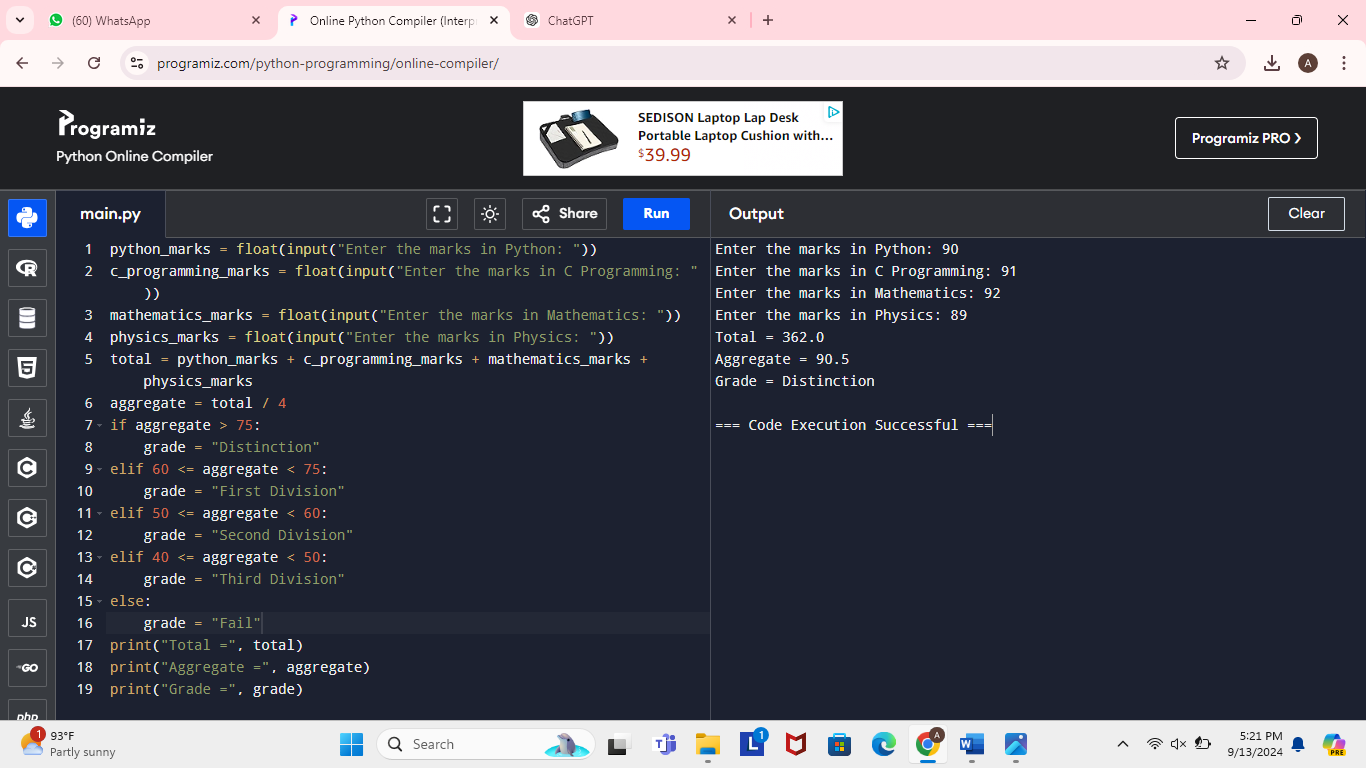 (60) WhatsApp
Online Python Compiler (Interp
ChatGPT
programiz.com/python-programming/online-compiler/
A
Programiz
Python Online Compiler
SEDISON Laptop Lap Desk
Portable Laptop Cushion with...
$39.99
Programiz PRO
main.py
Share
Run
Output
Clear
1 python_marks = float(input("Enter the marks in Python: "))
2 c_programming_marks = float(input("Enter the marks in C Programming: "
))
3 mathematics_marks = float(input("Enter the marks in Mathematics: "))
4 physics_marks = float(input("Enter the marks in Physics: "))
5 total = python_marks + c_programming_marks + mathematics_marks +
physics_marks
6 aggregate = total / 4
7 if aggregate > 75:
8 grade = "Distinction"
9 elif 60 <= aggregate < 75:
10 grade = "First Division"
11 elif 50 <= aggregate < 60:
12 grade = "Second Division"
13 elif 40 <= aggregate < 50:
14 grade = "Third Division"
15 else:
16 grade = "Fail"
17 print("Total =", total)
18 print("Aggregate =", aggregate)
19 print("Grade =", grade)
Enter the marks in Python: 90
Enter the marks in C Programming: 91
Enter the marks in Mathematics: 92
Enter the marks in Physics: 89
Total = 362.0
Aggregate = 90.5
Grade = Distinction
=== Code Execution Successful ===
R
5
C
C
C
JS
GO
php
1
93°F
Partly sunny
Search
L
1
A
W
5:21 PM
9/13/2024
PRE